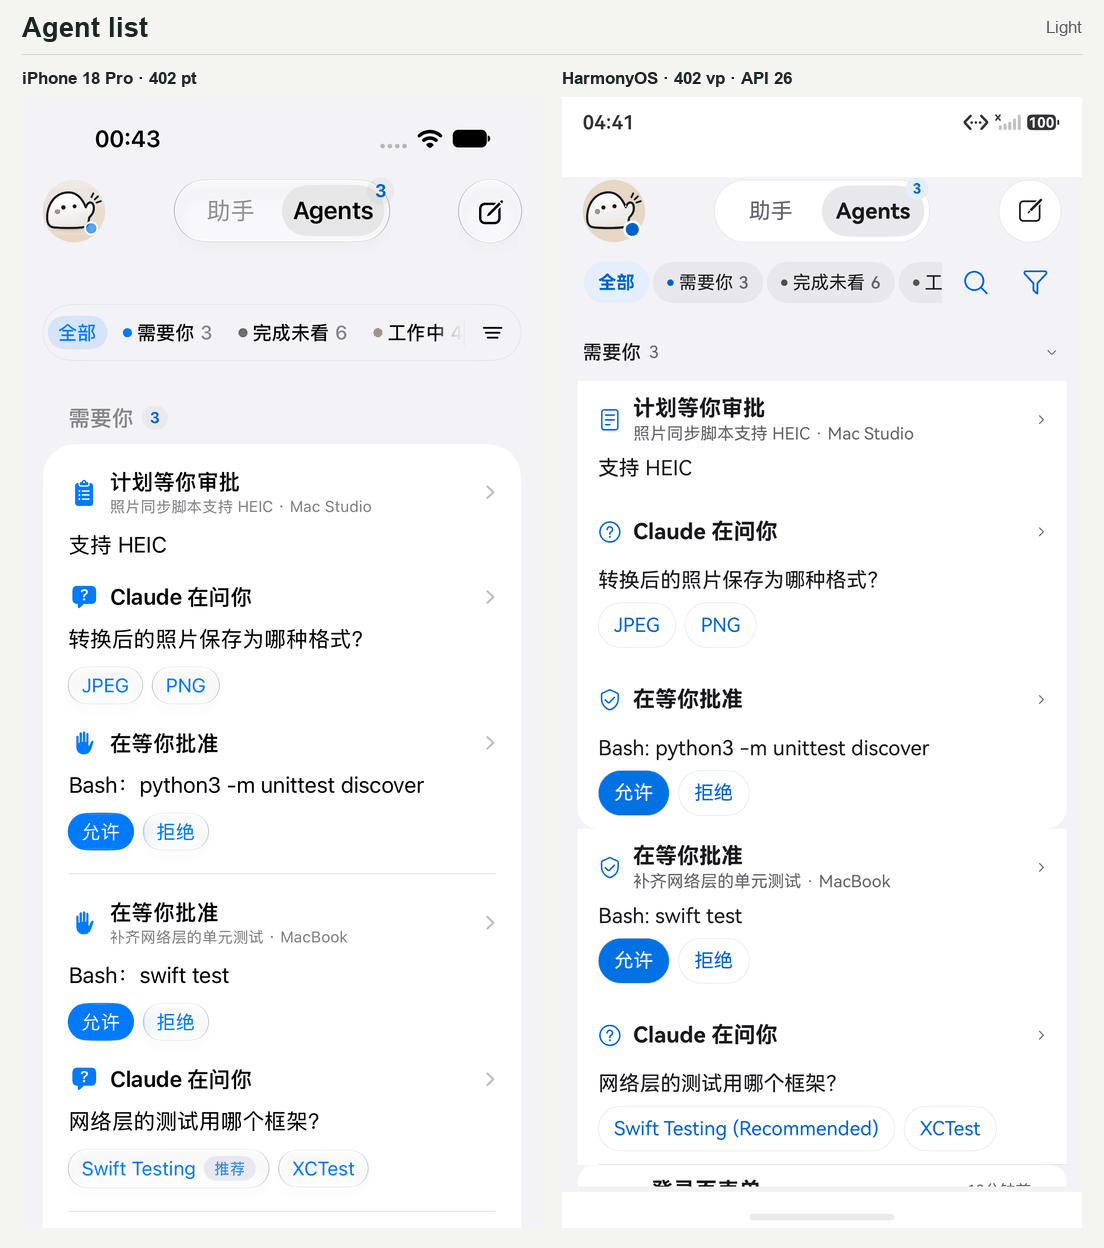 Agent list
Light
iPhone 18 Pro · 402 pt
00:43
助手
Agents
3
全部
需要你 3
完成未看 6
工作中 4
需要你 3
计划等你审批
照片同步脚本支持 HEIC · Mac Studio
支持 HEIC
Claude 在问你
转换后的照片保存为哪种格式？
JPEG
PNG
在等你批准
Bash： python3 -m unittest discover
允许
拒绝
在等你批准
补齐网络层的单元测试 · MacBook
Bash： swift test
允许
拒绝
Claude 在问你
网络层的测试用哪个框架？
Swift Testing 推荐
XCTest
HarmonyOS · 402 vp · API 26
04:41
100
助手
Agents
3
全部
需要你 3
完成未看 6
工
需要你 3
计划等你审批
照片同步脚本支持 HEIC · Mac Studio
支持 HEIC
Claude 在问你
转换后的照片保存为哪种格式？
JPEG
PNG
在等你批准
Bash: python3 -m unittest discover
允许
拒绝
在等你批准
补齐网络层的单元测试 · MacBook
Bash: swift test
允许
拒绝
Claude 在问你
网络层的测试用哪个框架？
Swift Testing (Recommended)
XCTest